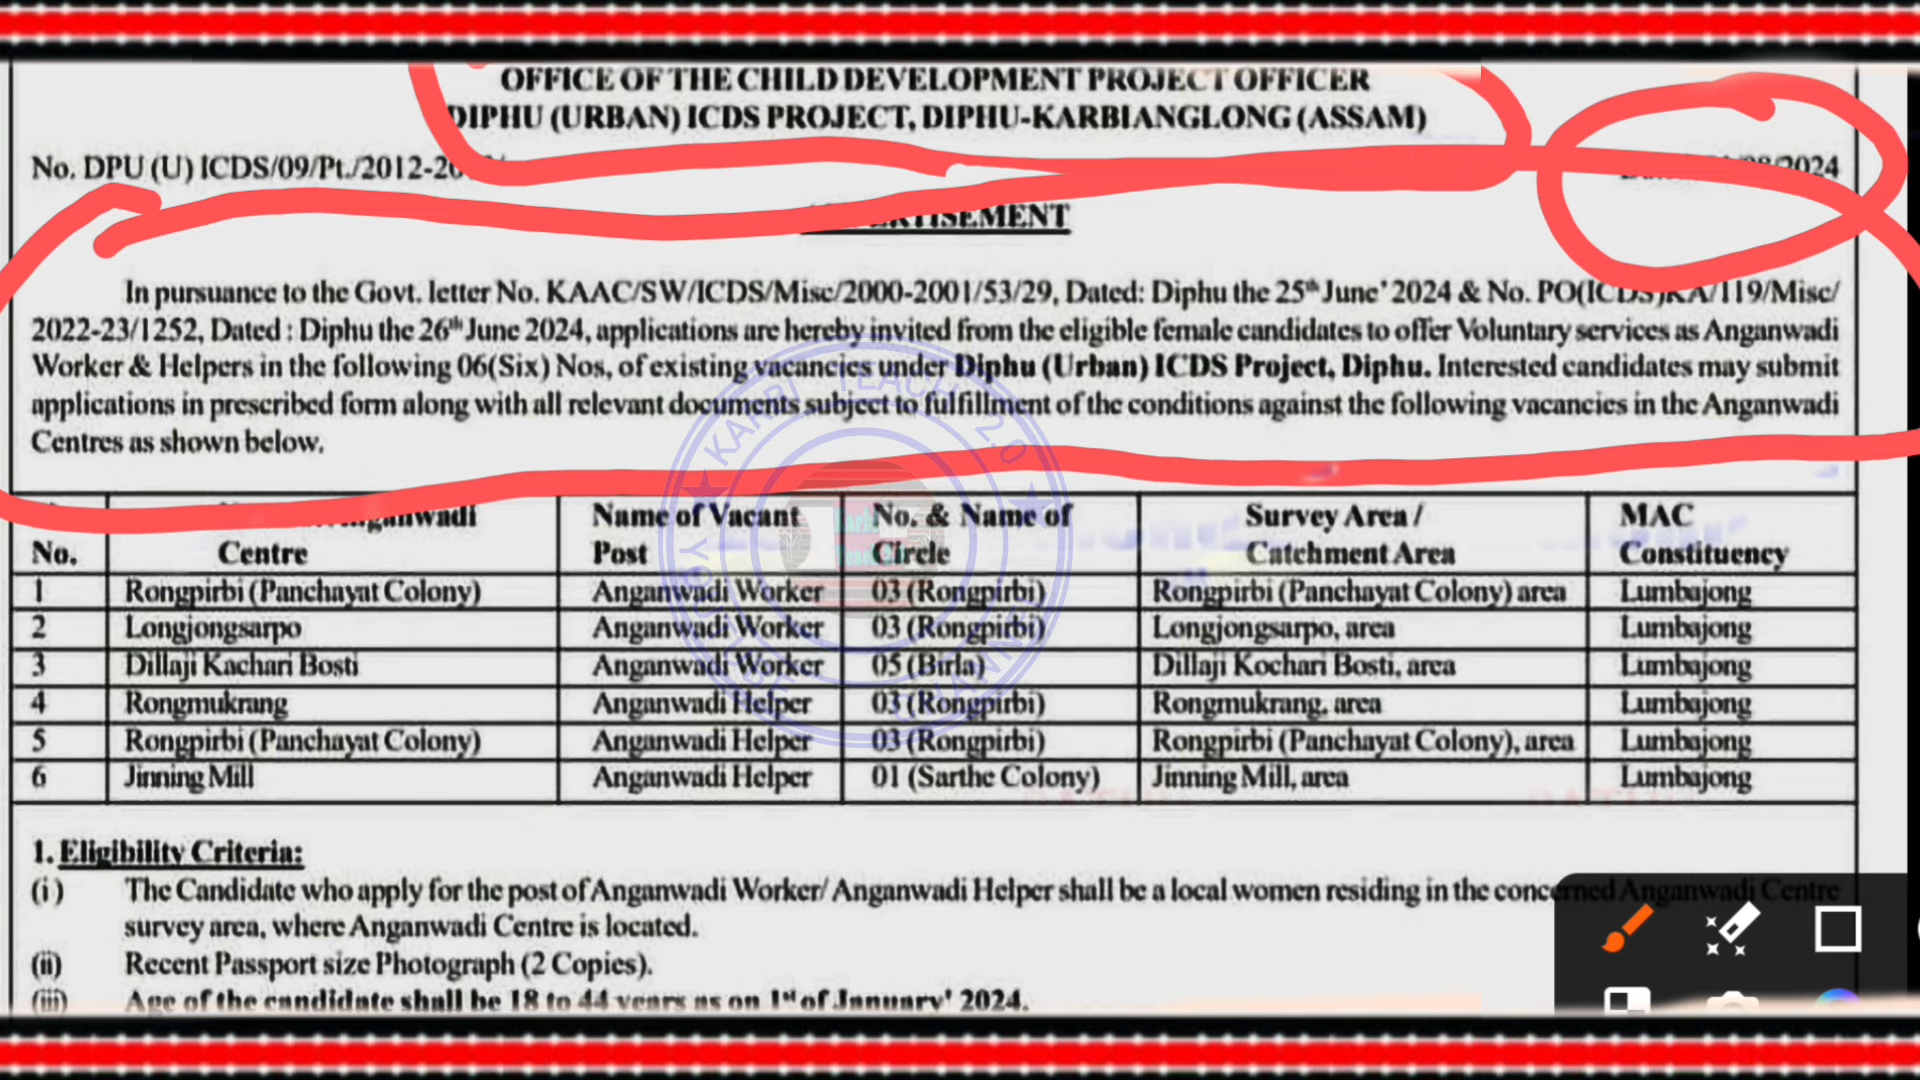 OFFICE OF THE CHILD DEVELOPMENT PROJECT OFFICER
DIPHU (URBAN) ICDS PROJECT, DIPHU-KARBIANGLONG (ASSAM)
No. DPU (U) ICDS/09/Pt./2012-20 /08/2024
ADVERTISEMENT
In pursuance to the Govt. letter No. KAAC/SW/ICDS/Misc/2000-2001/53/29, Dated: Diphu the 25th June' 2024 & No. PO(ICDS)KA/119/Misc/
2022-23/1252, Dated : Diphu the 26th June 2024, applications are hereby invited from the eligible female candidates to offer Voluntary services as Anganwadi
Worker & Helpers in the following 06(Six) Nos, of existing vacancies under Diphu (Urban) ICDS Project, Diphu. Interested candidates may submit
applications in prescribed form along with all relevant documents subject to fulfillment of the conditions against the following vacancies in the Anganwadi
Centres as shown below.
No. Anganwadi Centre Name of Vacant Post No. & Name of Circle Survey Area / Catchment Area MAC Constituency
1 Rongpirbi (Panchayat Colony) Anganwadi Worker 03 (Rongpirbi) Rongpirbi (Panchayat Colony) area Lumbajong
2 Longjongsarpo Anganwadi Worker 03 (Rongpirbi) Longjongsarpo, area Lumbajong
3 Dillaji Kachari Bosti Anganwadi Worker 05 (Birla) Dillaji Kochari Bosti, area Lumbajong
4 Rongmukrang Anganwadi Helper 03 (Rongpirbi) Rongmukrang, area Lumbajong
5 Rongpirbi (Panchayat Colony) Anganwadi Helper 03 (Rongpirbi) Rongpirbi (Panchayat Colony), area Lumbajong
6 Jinning Mill Anganwadi Helper 01 (Sarthe Colony) Jinning Mill, area Lumbajong
1. Eligibility Criteria:
(i) The Candidate who apply for the post of Anganwadi Worker/ Anganwadi Helper shall be a local women residing in the concerned Anganwadi Centre
survey area, where Anganwadi Centre is located.
(ii) Recent Passport size Photograph (2 Copies).
(iii) Age of the candidate shall be 18 to 44 years as on 1st of January' 2024.
KARBI TEACH 2.0
YOUTUBE CHANNEL